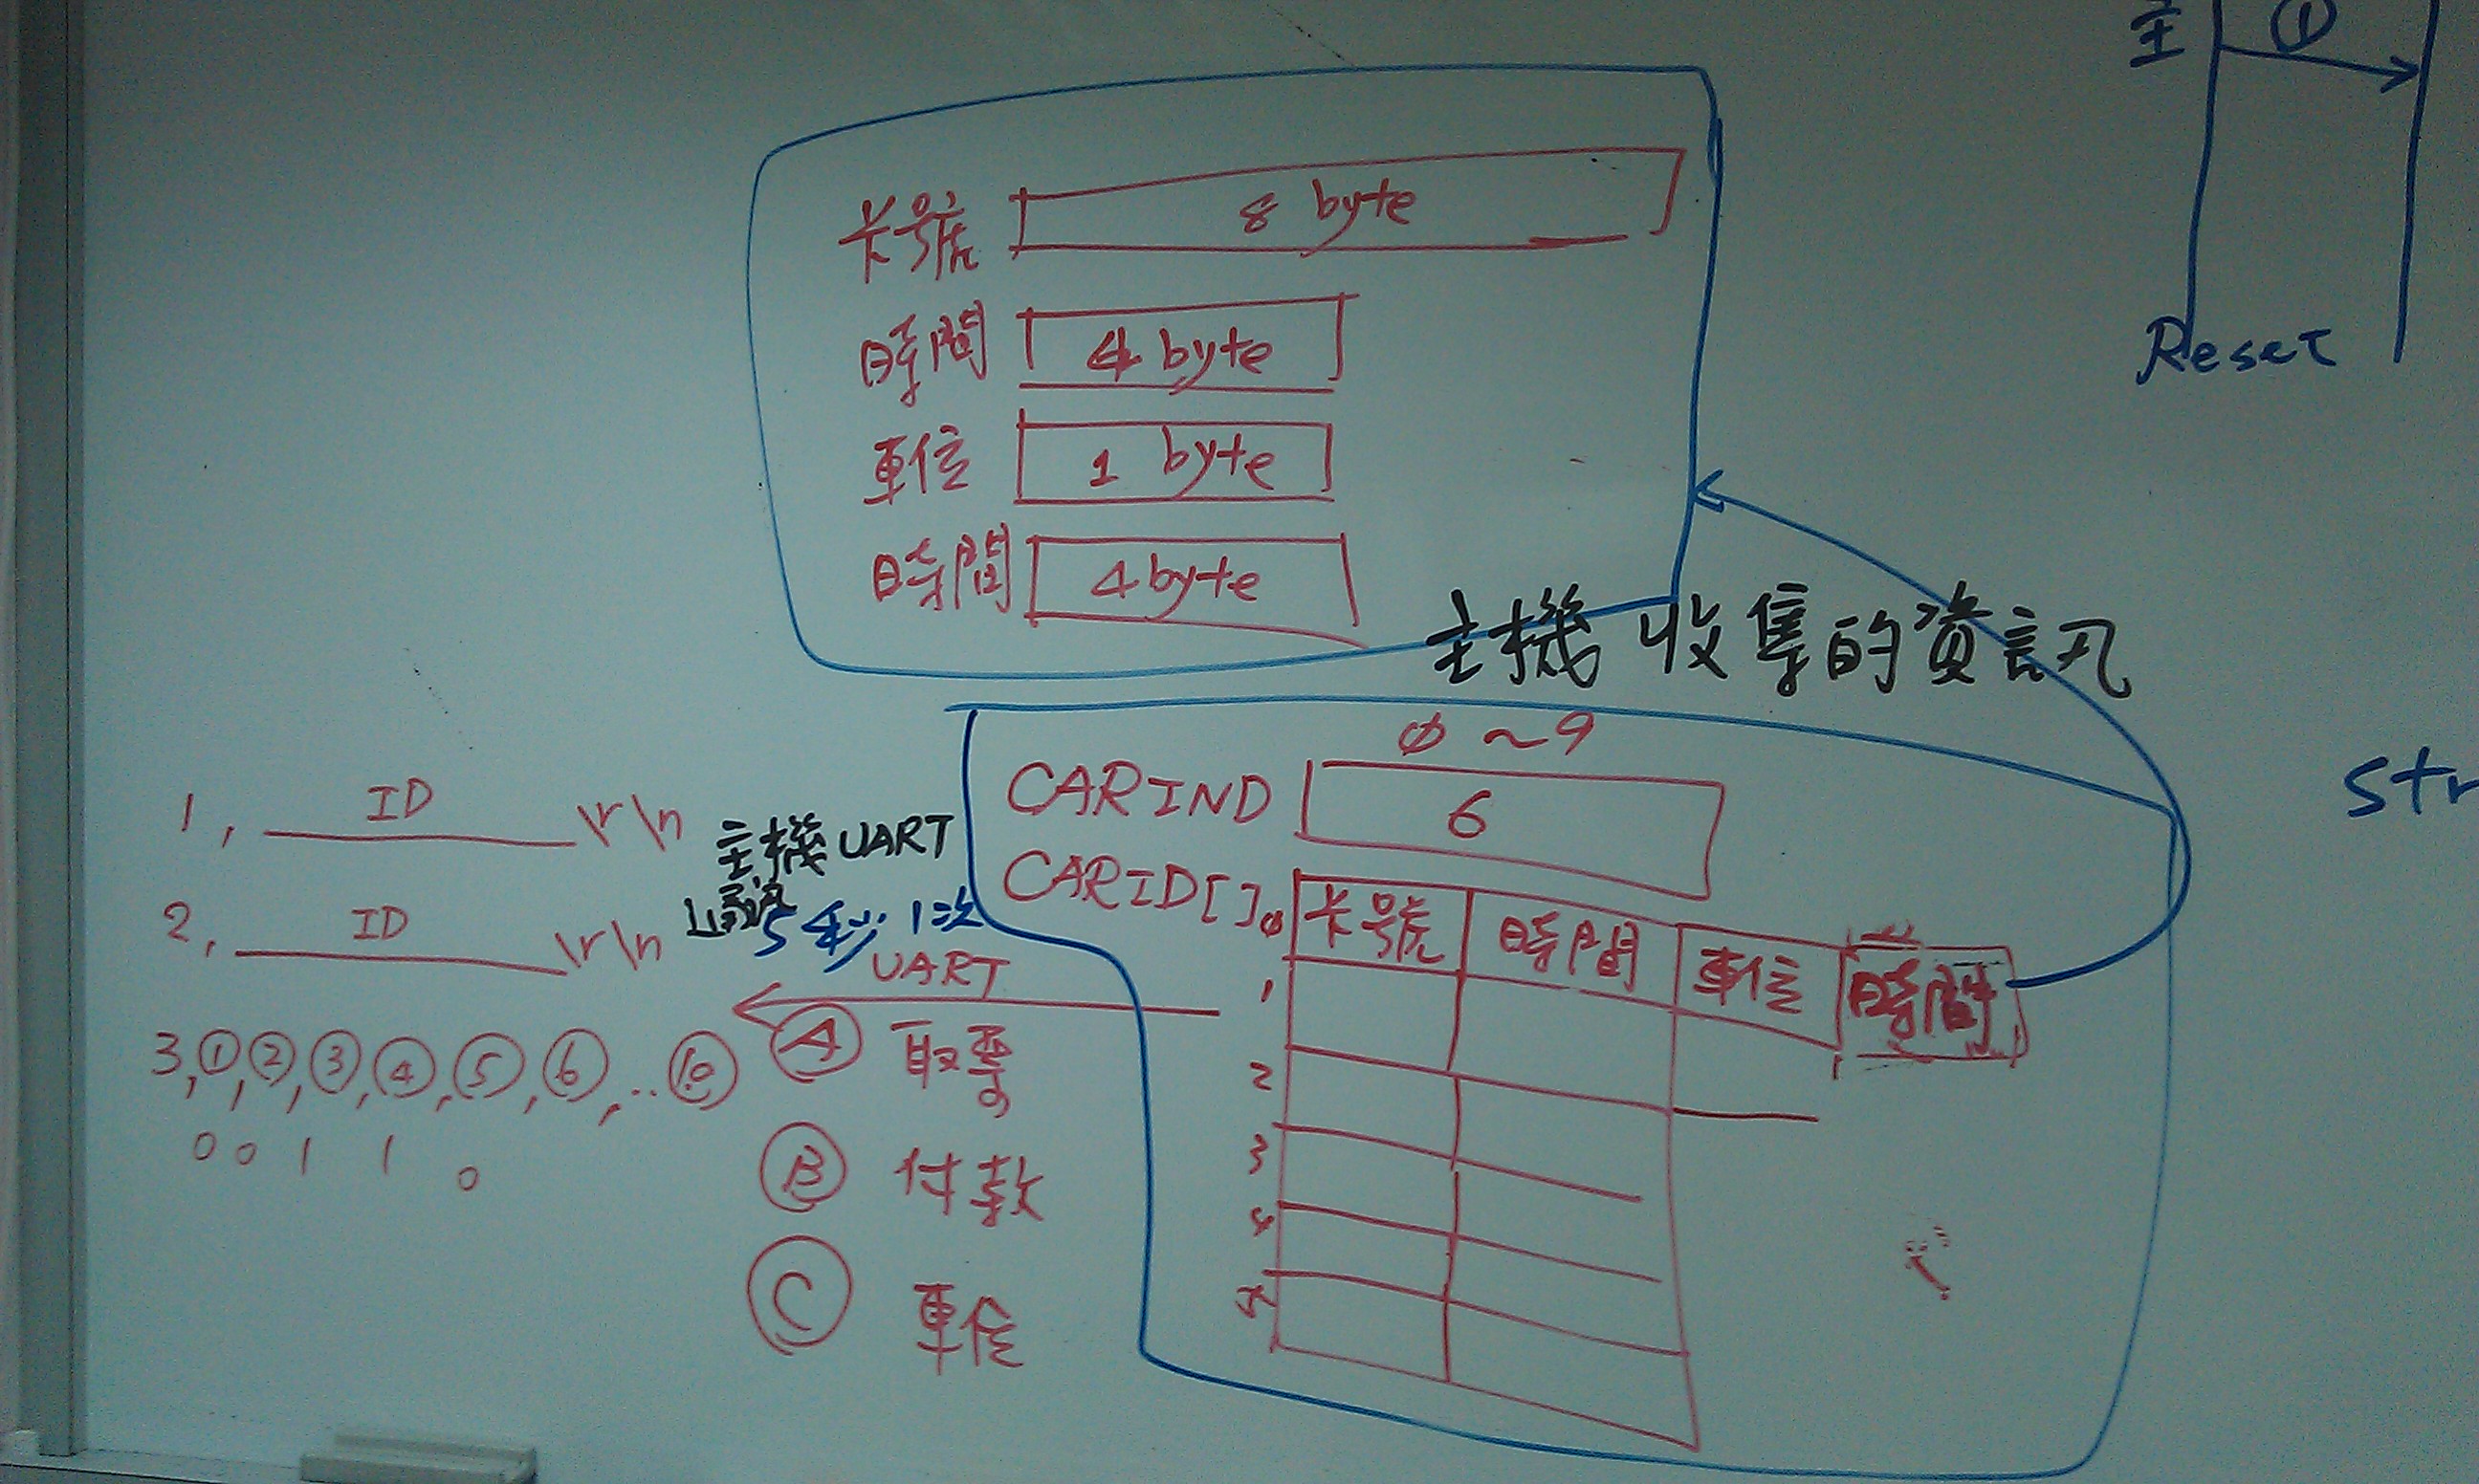 主 ①
Reset
卡號 8 byte
時間 4 byte
車位 1 byte
時間 4 byte
主機 收集的資訊
φ ~ 9
CARIND 6
CARID[] 0 卡號 時間 車位 時間
1
2
3
4
5
str
1, ID \r\n
2, ID \r\n
主機 UART
5秒 1次
UART
3, ①, ②, ③, ④, ⑤, ⑥, .. ⑩
0 0 1 1 0
Ⓐ 取票
Ⓑ 付款
Ⓒ 車位